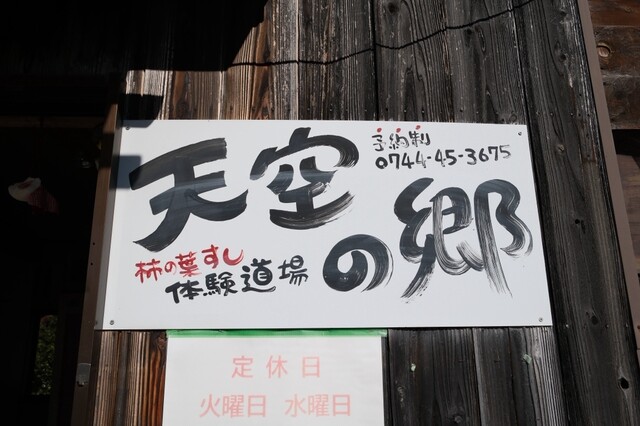 天空の郷
予約制
0744-45-3675
柿の葉すし
体験道場
定休日
火曜日 水曜日